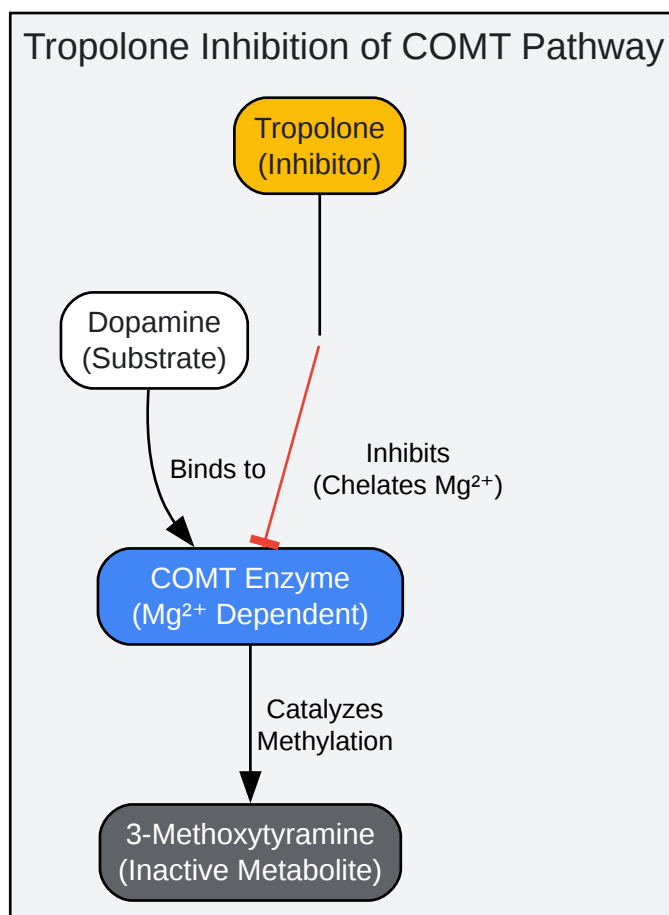 Tropolone Inhibition of COMT Pathway
Tropolone
(Inhibitor)
Dopamine
(Substrate)
Binds to
Inhibits
(Chelates Mg²⁺)
COMT Enzyme
(Mg²⁺ Dependent)
Catalyzes
Methylation
3-Methoxytyramine
(Inactive Metabolite)